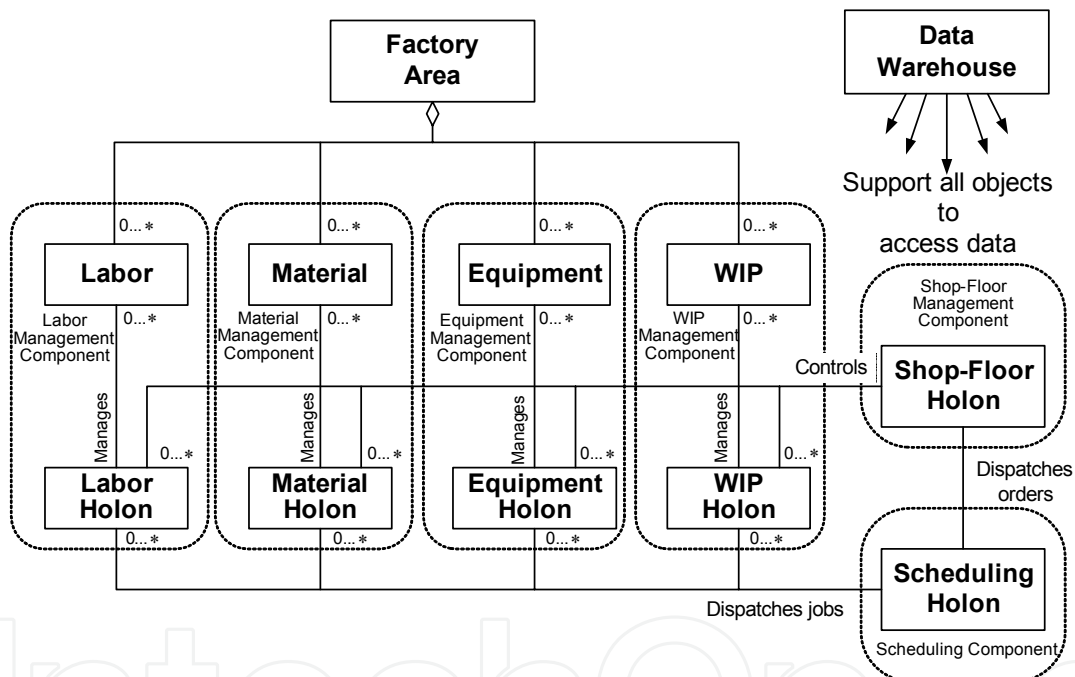 Factory
Area
Data
Warehouse
Support all objects
to
access data
0...*
0...*
0...*
0...*
Labor
Material
Equipment
WIP
Labor
Management
Component
0...*
Material
Management
Component
0...*
Equipment
Management
Component
0...*
WIP
Management
Component
0...*
Shop-Floor
Management
Component
Controls
Shop-Floor
Holon
Manages
Manages
Manages
Manages
0...*
0...*
0...*
0...*
Labor
Holon
Material
Holon
Equipment
Holon
WIP
Holon
Dispatches
orders
0...*
0...*
0...*
0...*
Scheduling
Holon
Dispatches jobs
Scheduling Component